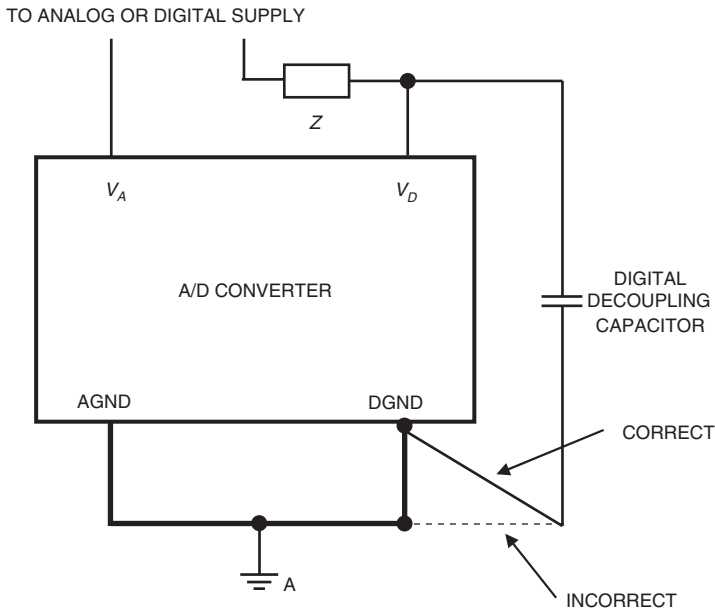 TO ANALOG OR DIGITAL SUPPLY
Z
V_A
V_D
A/D CONVERTER
DIGITAL
DECOUPLING
CAPACITOR
AGND
DGND
CORRECT
A
INCORRECT